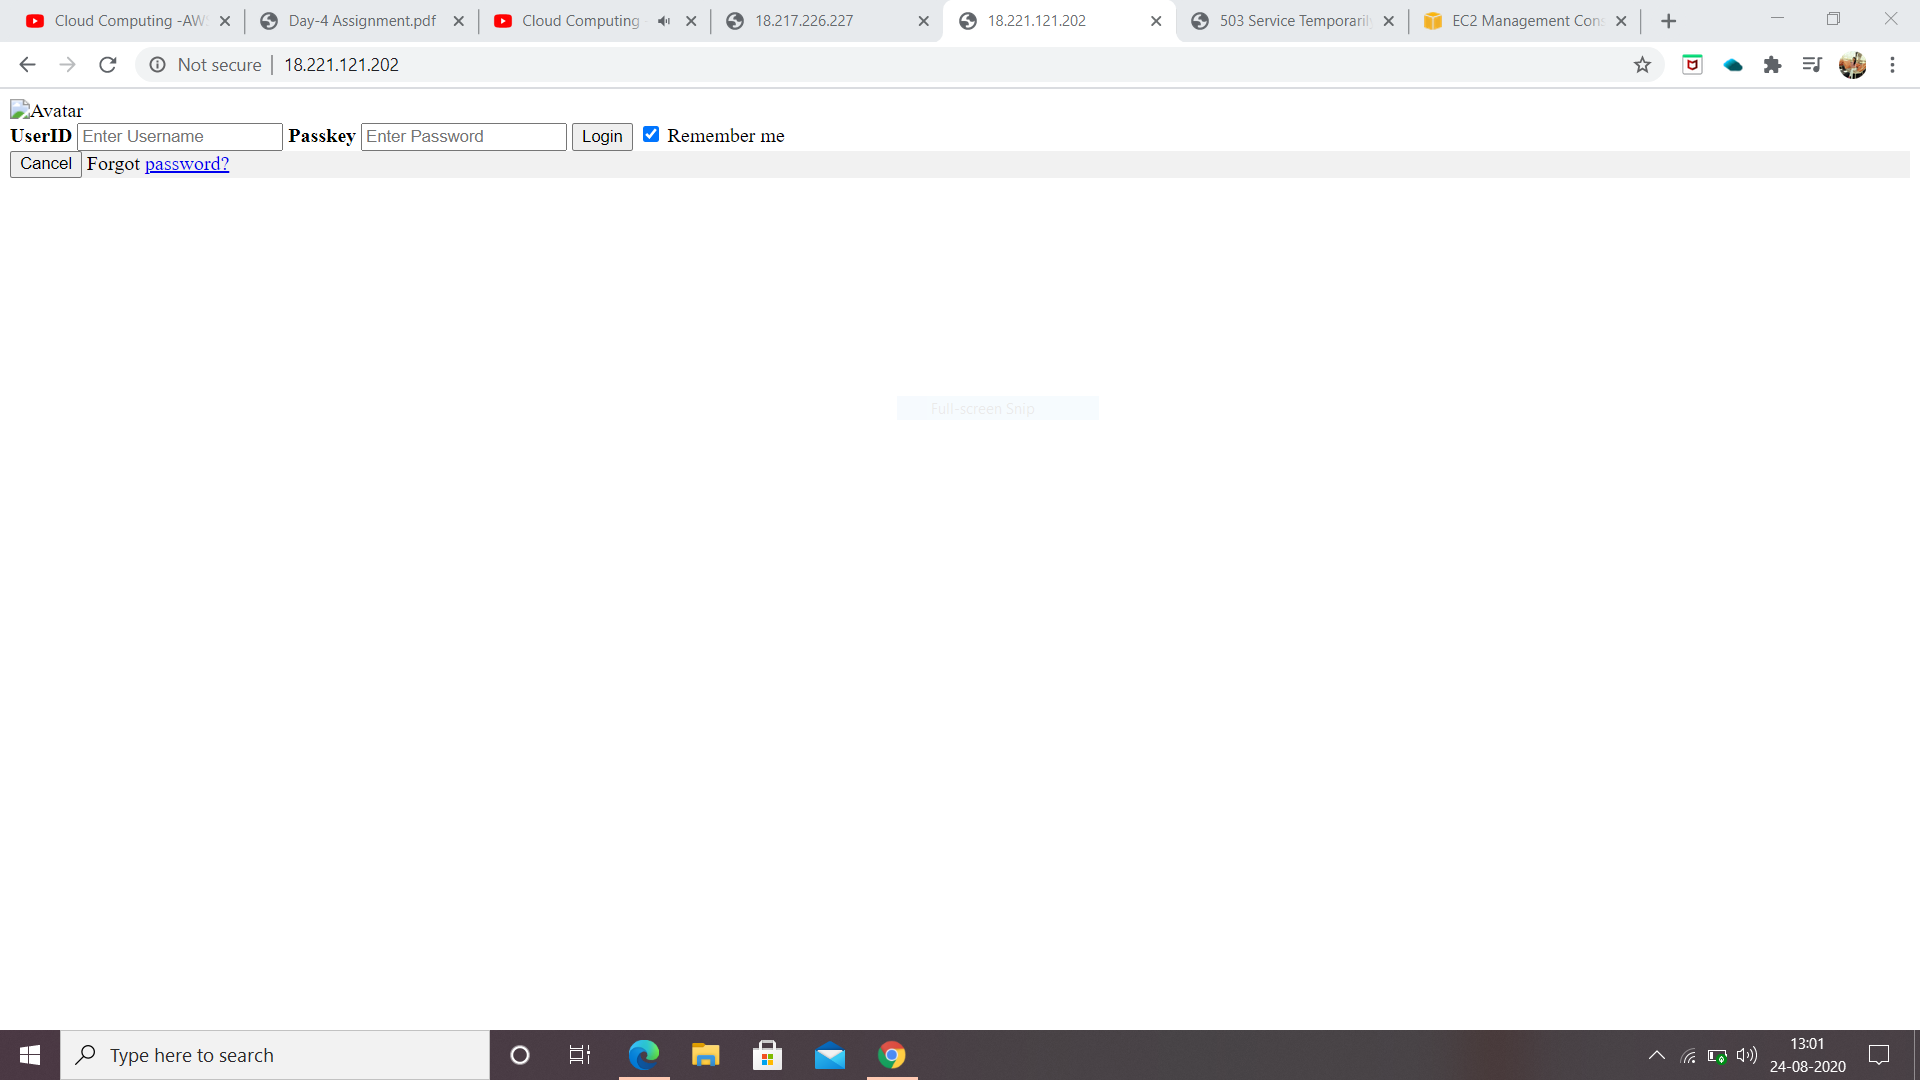 Cloud Computing -AW
Day-4 Assignment.pdf
Cloud Computing
18.217.226.227
18.221.121.202
503 Service Temporaril
EC2 Management Cons
Not secure
18.221.121.202
Avatar
UserID Enter Username Passkey Enter Password Login Remember me
Cancel Forgot password?
Full-screen Snip
Type here to search
13:01
24-08-2020